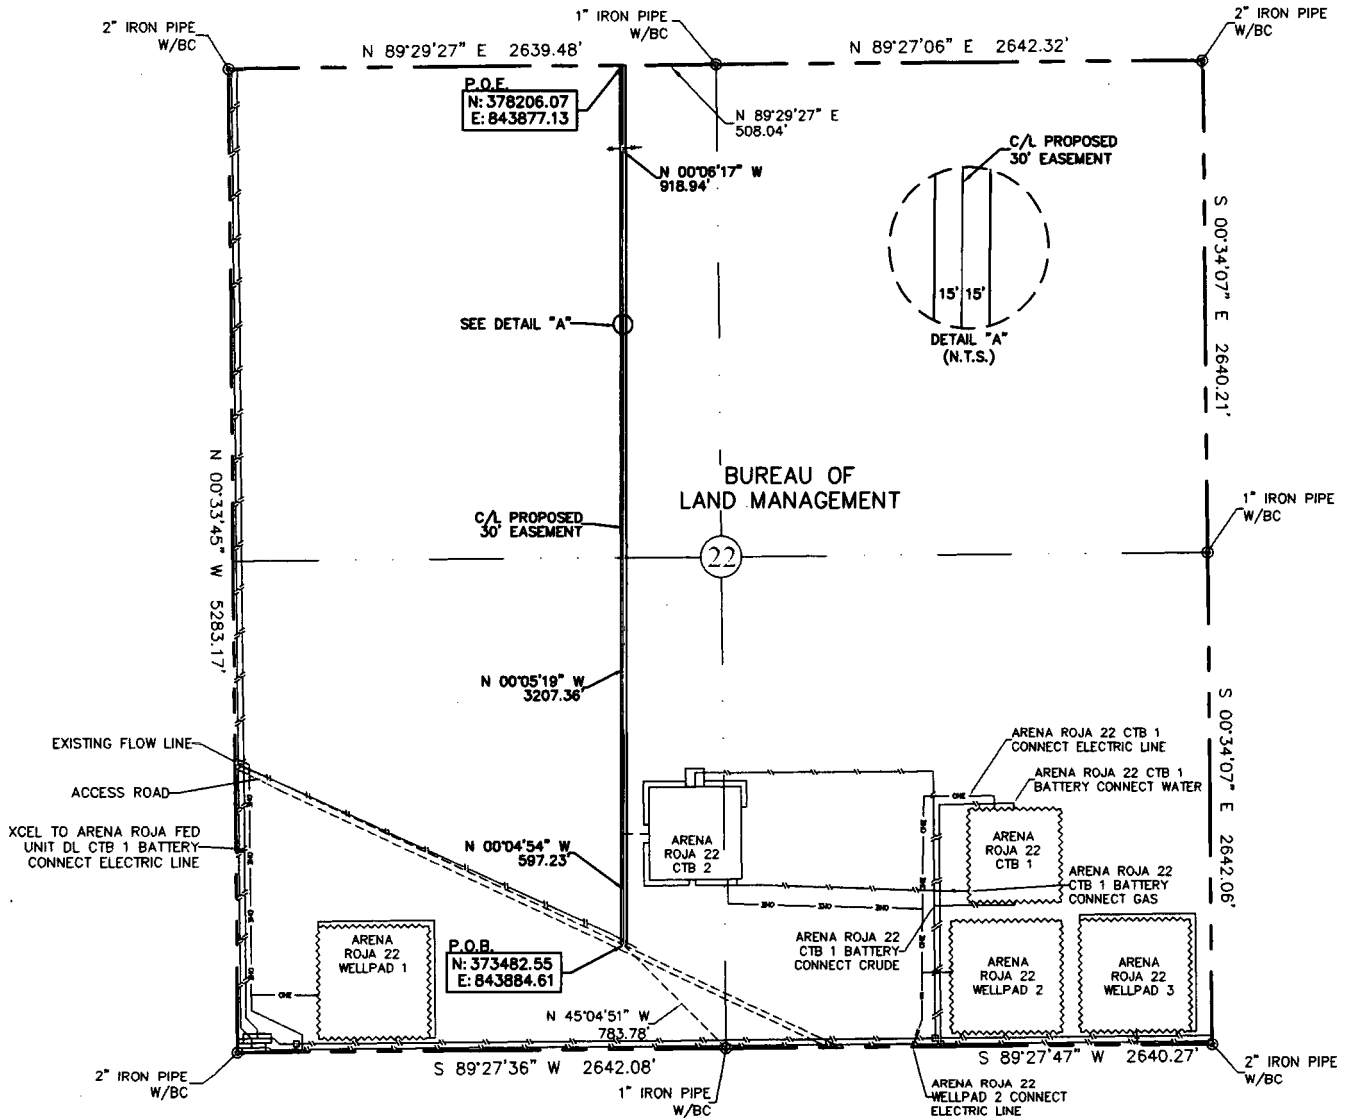 2" IRON PIPE
W/BC
N 89°29'27" E 2639.48'
1" IRON PIPE
W/BC
N 89°27'06" E 2642.32'
2" IRON PIPE
W/BC
P.O.E.
N: 378206.07
E: 843877.13
N 89°29'27" E
508.04'
N 00°06'17" W
918.94'
C/L PROPOSED
30' EASEMENT
15' 15'
DETAIL "A"
(N.T.S.)
S 00°34'07" E 2640.21'
SEE DETAIL "A"
BUREAU OF
LAND MANAGEMENT
N 00°33'45" W 5283.17'
C/L PROPOSED
30' EASEMENT
22
1" IRON PIPE
W/BC
N 00°05'19" W
3207.36'
S 00°34'07" E 2642.06'
EXISTING FLOW LINE
ACCESS ROAD
XCEL TO ARENA ROJA FED
UNIT DL CTB 1 BATTERY
CONNECT ELECTRIC LINE
ARENA ROJA 22 CTB 1
CONNECT ELECTRIC LINE
ARENA ROJA 22 CTB 1
BATTERY CONNECT WATER
N 00°04'54" W
597.23'
ARENA
ROJA 22
CTB 2
ARENA
ROJA 22
CTB 1
ARENA ROJA 22
CTB 1 BATTERY
CONNECT GAS
OHE
OHE
OHE
OHE
OHE
OHE
OHE
OHE
OHE
OHE
ARENA
ROJA 22
WELLPAD 1
P.O.B.
N: 373482.55
E: 843884.61
ARENA ROJA 22
CTB 1 BATTERY
CONNECT CRUDE
ARENA
ROJA 22
WELLPAD 2
ARENA
ROJA 22
WELLPAD 3
N 45°04'51" W
783.78'
S 89°27'36" W 2642.08'
S 89°27'47" W 2640.27'
2" IRON PIPE
W/BC
1" IRON PIPE
W/BC
ARENA ROJA 22
WELLPAD 2 CONNECT
ELECTRIC LINE
2" IRON PIPE
W/BC